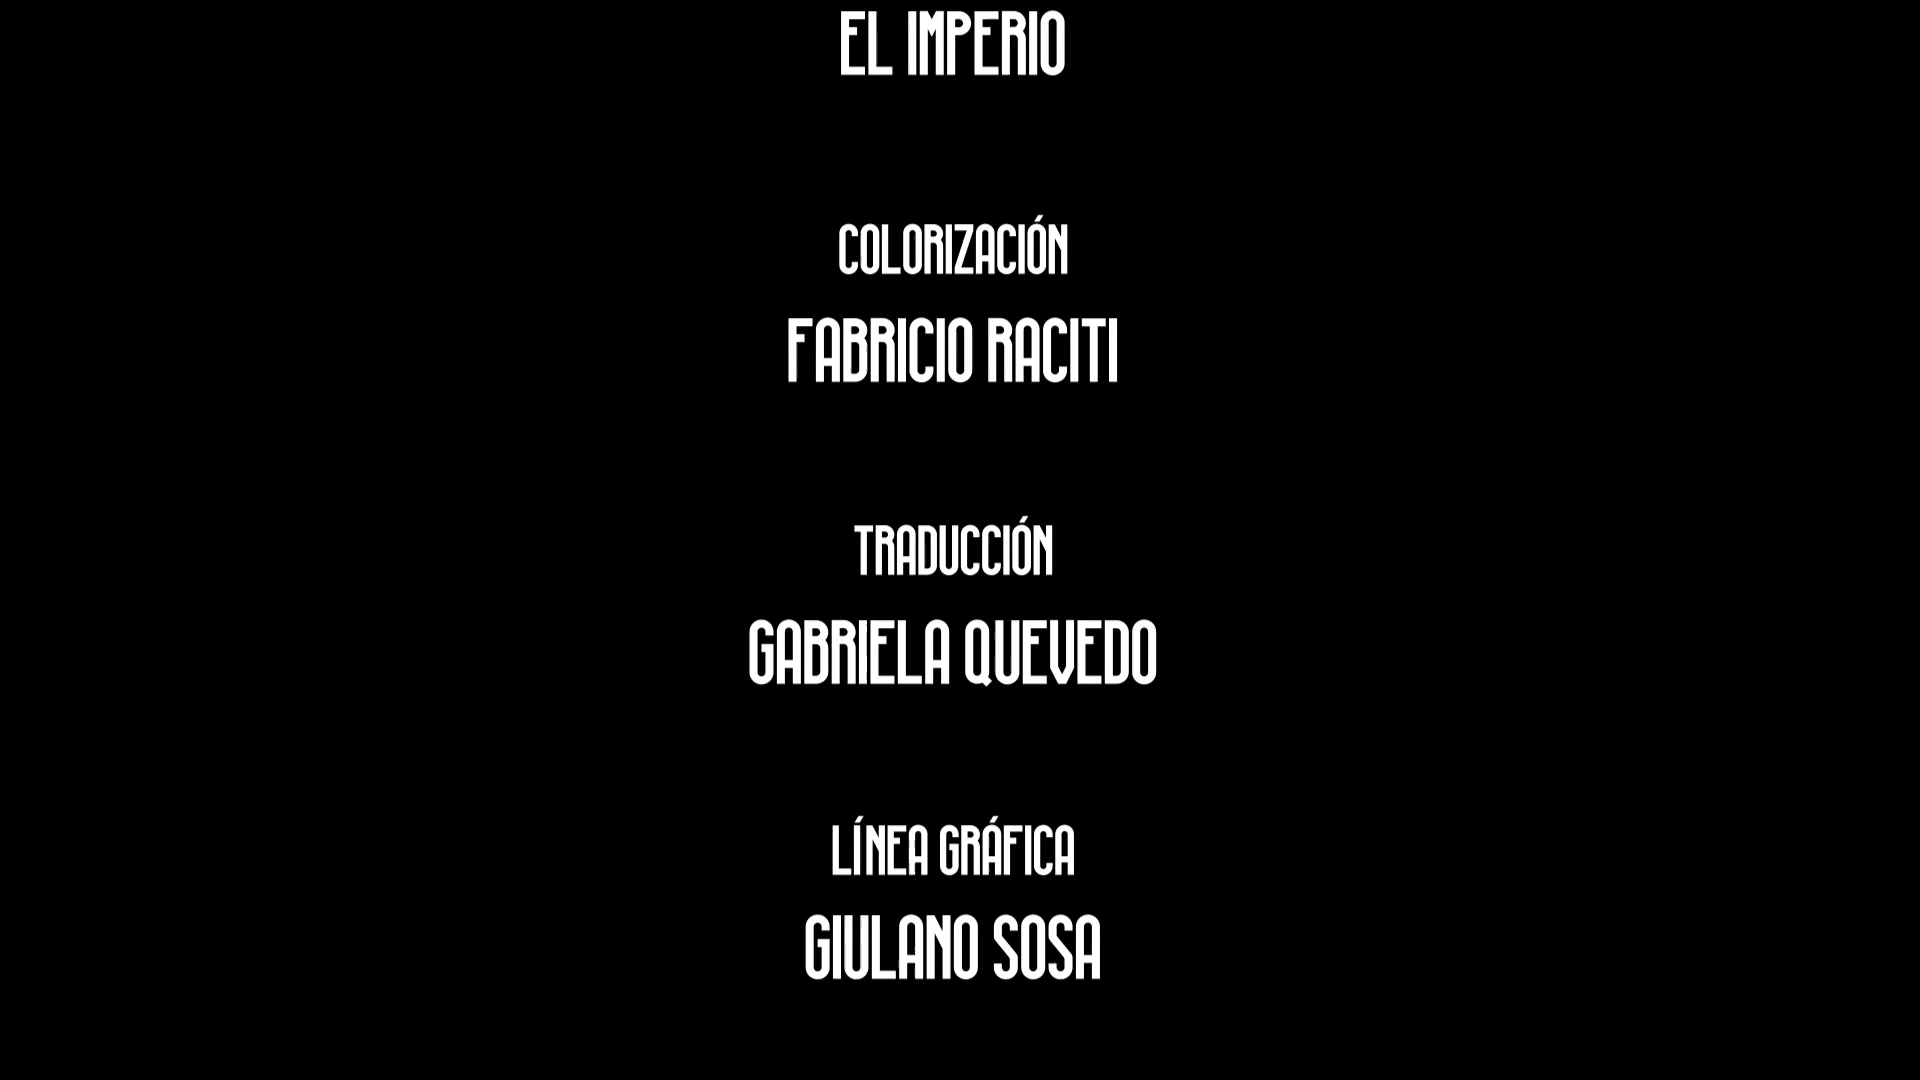 EL IMPERIO
COLORIZACIÓN
FABRICIO RACITI
TRADUCCIÓN
GABRIELA QUEVEDO
LÍNEA GRÁFICA
GIULANO SOSA